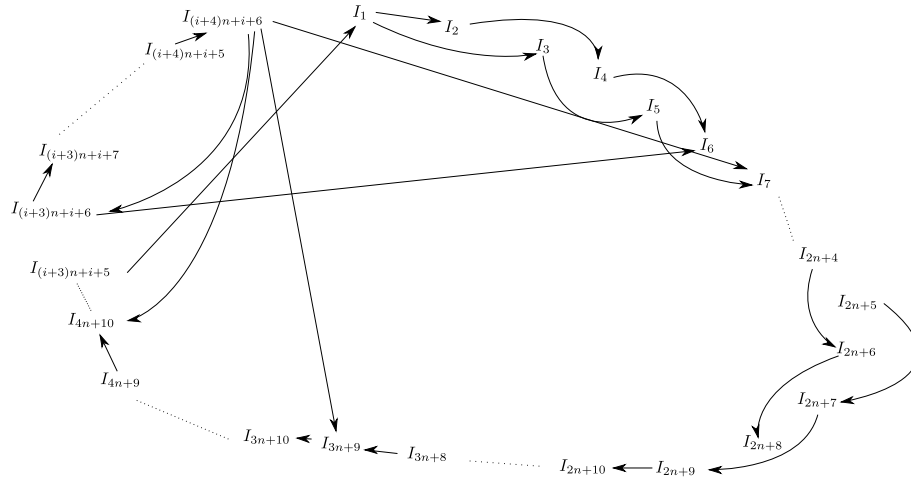 I_{(i+4)n+i+6}
I_1
I_2
I_3
I_{(i+4)n+i+5}
I_4
I_5
I_6
I_{(i+3)n+i+7}
I_7
I_{(i+3)n+i+6}
I_{2n+4}
I_{(i+3)n+i+5}
I_{2n+5}
I_{4n+10}
I_{2n+6}
I_{4n+9}
I_{2n+7}
I_{3n+10}
I_{3n+9}
I_{2n+8}
I_{3n+8}
I_{2n+10}
I_{2n+9}